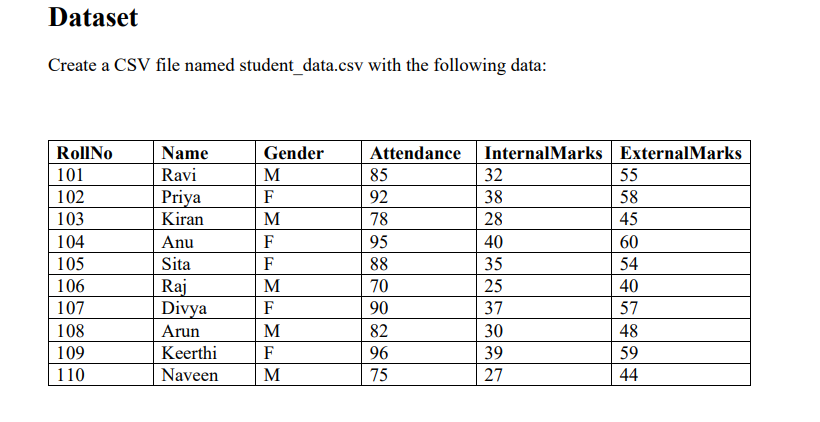 Dataset
Create a CSV file named student_data.csv with the following data:
RollNo Name Gender Attendance InternalMarks ExternalMarks
101 Ravi M 85 32 55
102 Priya F 92 38 58
103 Kiran M 78 28 45
104 Anu F 95 40 60
105 Sita F 88 35 54
106 Raj M 70 25 40
107 Divya F 90 37 57
108 Arun M 82 30 48
109 Keerthi F 96 39 59
110 Naveen M 75 27 44